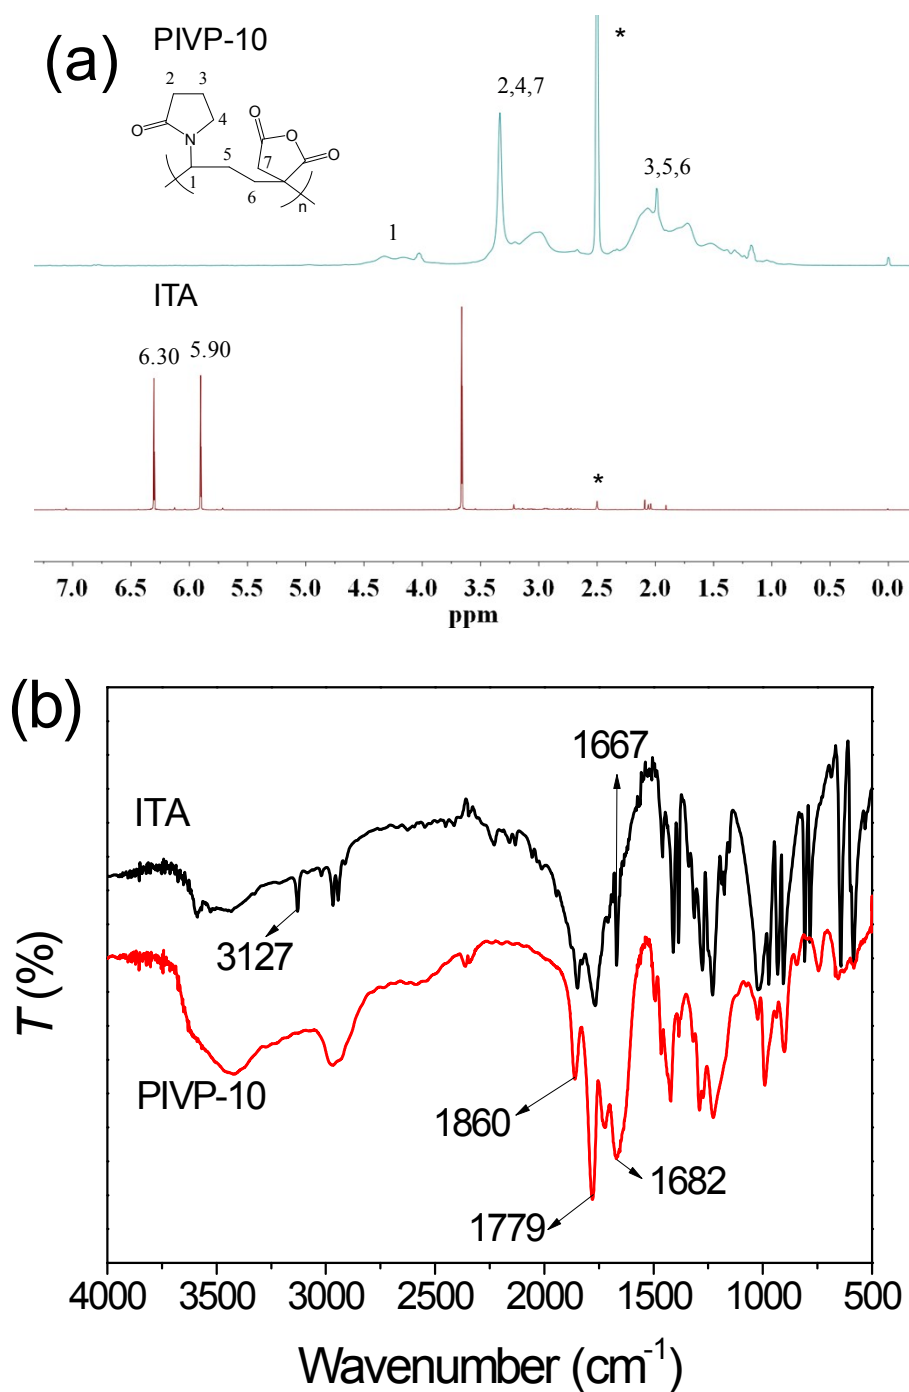 (a)
PIVP-10
2 3
4
O
N
1
5
6
7
O
O
O
n
*
2,4,7
3,5,6
1
ITA
6.30
5.90
*
7.0 6.5 6.0 5.5 5.0 4.5 4.0 3.5 3.0 2.5 2.0 1.5 1.0 0.5 0.0
ppm
(b)
1667
ITA
3127
T (%)
PIVP-10
1860
1682
1779
4000 3500 3000 2500 2000 1500 1000 500
Wavenumber (cm-1)